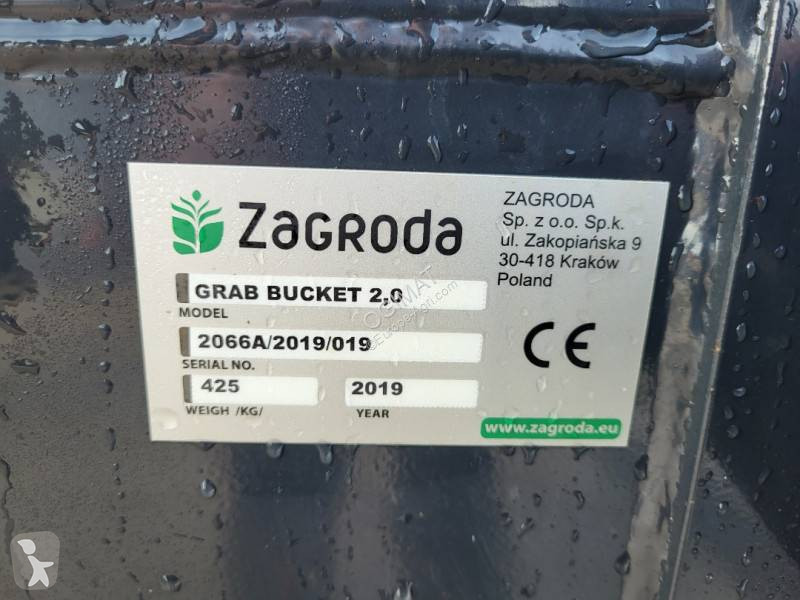 ZAGRODA
ZAGRODA
Sp. z o.o. Sp.k.
ul. Zakopiańska 9
30-418 Kraków
Poland
GRAB BUCKET 2,0
MODEL
2066A/2019/019
SERIAL NO.
425
2019
WEIGH /KG/
YEAR
CE
www.zagroda.eu